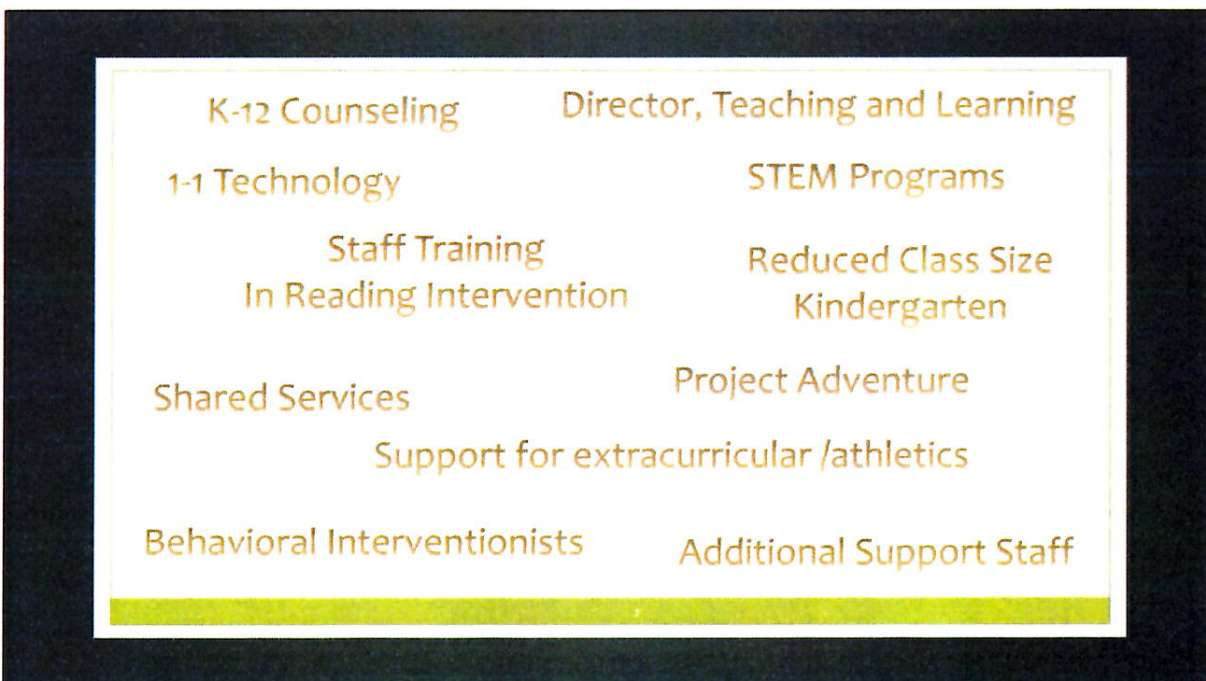 K-12 Counseling
Director, Teaching and Learning
1-1 Technology
STEM Programs
Staff Training
In Reading Intervention
Reduced Class Size
Kindergarten
Project Adventure
Shared Services
Support for extracurricular /athletics
Behavioral Interventionists
Additional Support Staff